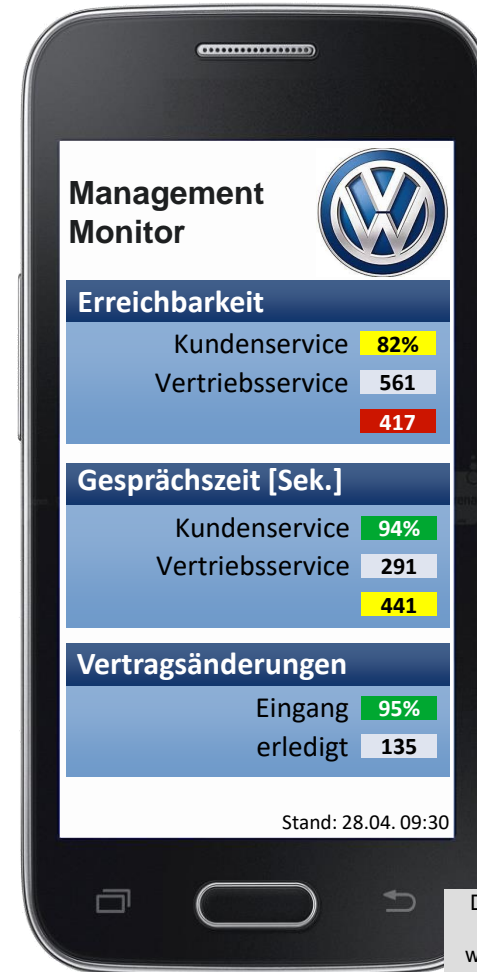 Management
Monitor
Erreichbarkeit
Kundenservice 82%
Vertriebsservice 561
417
Gesprächszeit [Sek.]
Kundenservice 94%
Vertriebsservice 291
441
Vertragsänderungen
Eingang 95%
erledigt 135
Stand: 28.04. 09:30